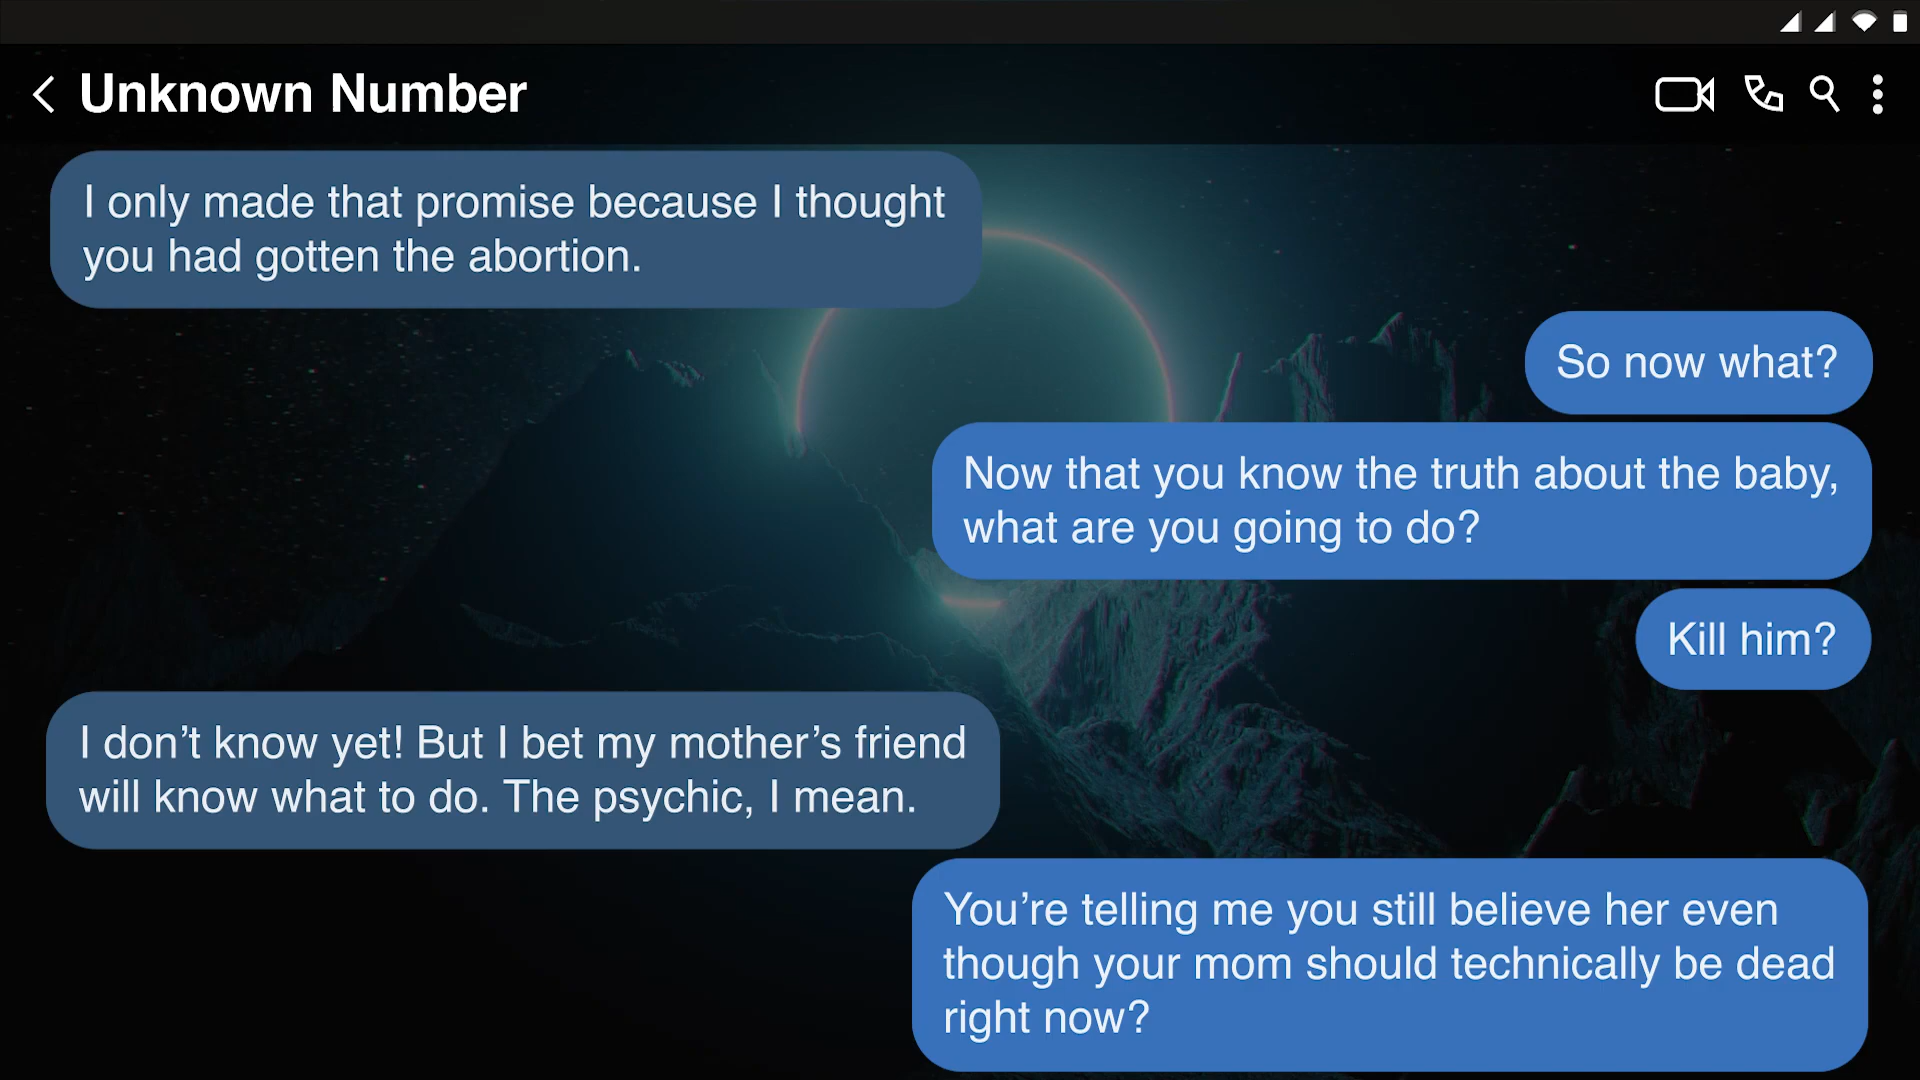 Unknown Number
I only made that promise because I thought
you had gotten the abortion.
So now what?
Now that you know the truth about the baby,
what are you going to do?
Kill him?
I don’t know yet! But I bet my mother’s friend
will know what to do. The psychic, I mean.
You’re telling me you still believe her even
though your mom should technically be dead
right now?